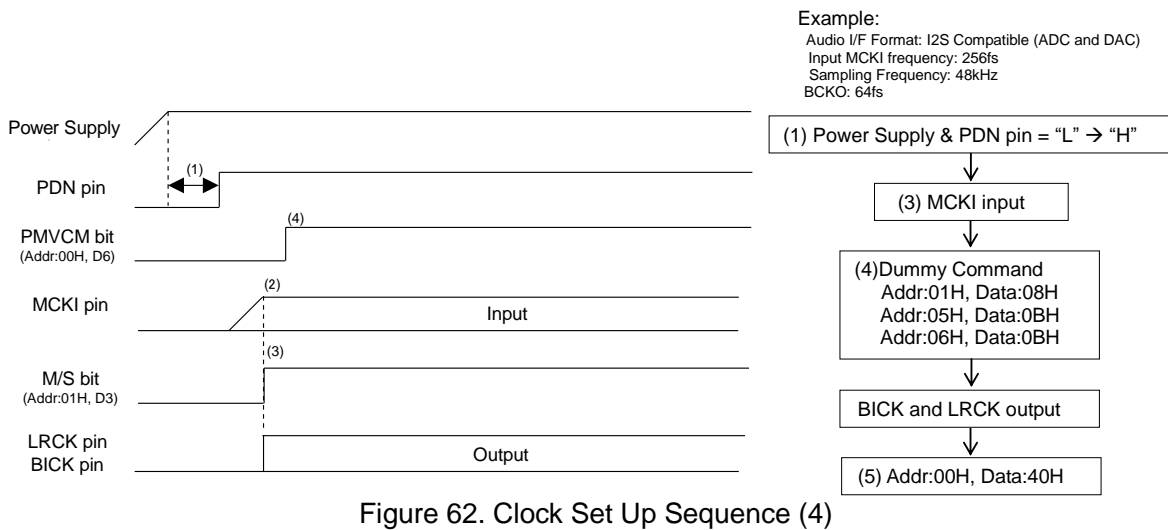 Example:
Audio I/F Format: I2S Compatible (ADC and DAC)
Input MCKI frequency: 256fs
Sampling Frequency: 48kHz
BCKO: 64fs
Power Supply
(1)
PDN pin
(4)
PMVCM bit
(Addr:00H, D6)
(2)
MCKI pin
Input
(3)
M/S bit
(Addr:01H, D3)
LRCK pin
BICK pin
Output
(1) Power Supply & PDN pin = “L” → “H”
(3) MCKI input
(4)Dummy Command
Addr:01H, Data:08H
Addr:05H, Data:0BH
Addr:06H, Data:0BH
BICK and LRCK output
(5) Addr:00H, Data:40H
Figure 62. Clock Set Up Sequence (4)